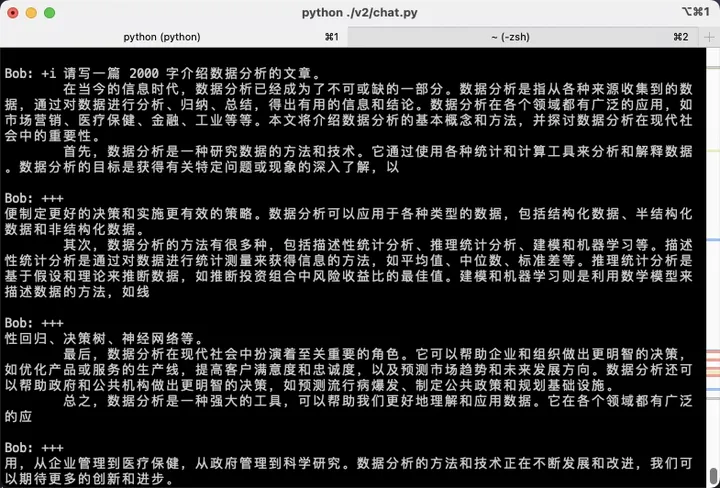 python ./v2/chat.py
⌥⌘1
python (python)
⌘1
~ (-zsh)
⌘2
+
Bob: +i 请写一篇 2000 字介绍数据分析的文章。
在当今的信息时代，数据分析已经成为了不可或缺的一部分。数据分析是指从各种来源收集到的数
据，通过对数据进行分析、归纳、总结，得出有用的信息和结论。数据分析在各个领域都有广泛的应用，如
市场营销、医疗保健、金融、工业等等。本文将介绍数据分析的基本概念和方法，并探讨数据分析在现代社
会中的重要性。
首先，数据分析是一种研究数据的方法和技术。它通过使用各种统计和计算工具来分析和解释数据
。数据分析的目标是获得有关特定问题或现象的深入了解，以
Bob: +++
便制定更好的决策和实施更有效的策略。数据分析可以应用于各种类型的数据，包括结构化数据、半结构化
数据和非结构化数据。
其次，数据分析的方法有很多种，包括描述性统计分析、推理统计分析、建模和机器学习等。描述
性统计分析是通过对数据进行统计测量来获得信息的方法，如平均值、中位数、标准差等。推理统计分析是
基于假设和理论来推断数据，如推断投资组合中风险收益比的最佳值。建模和机器学习则是利用数学模型来
描述数据的方法，如线
Bob: +++
性回归、决策树、神经网络等。
最后，数据分析在现代社会中扮演着至关重要的角色。它可以帮助企业和组织做出更明智的决策，
如优化产品或服务的生产线，提高客户满意度和忠诚度，以及预测市场趋势和未来发展方向。数据分析还可
以帮助政府和公共机构做出更明智的决策，如预测流行病爆发、制定公共政策和规划基础设施。
总之，数据分析是一种强大的工具，可以帮助我们更好地理解和应用数据。它在各个领域都有广泛
的应
Bob: +++
用，从企业管理到医疗保健，从政府管理到科学研究。数据分析的方法和技术正在不断发展和改进，我们可
以期待更多的创新和进步。